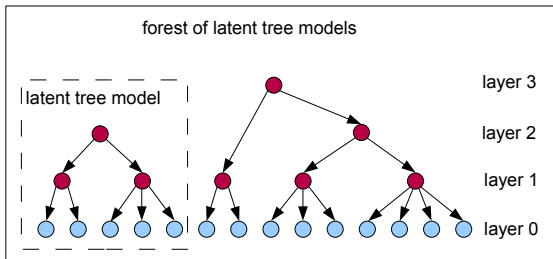 forest of latent tree models
layer 3
latent tree model
layer 2
layer 1
layer 0